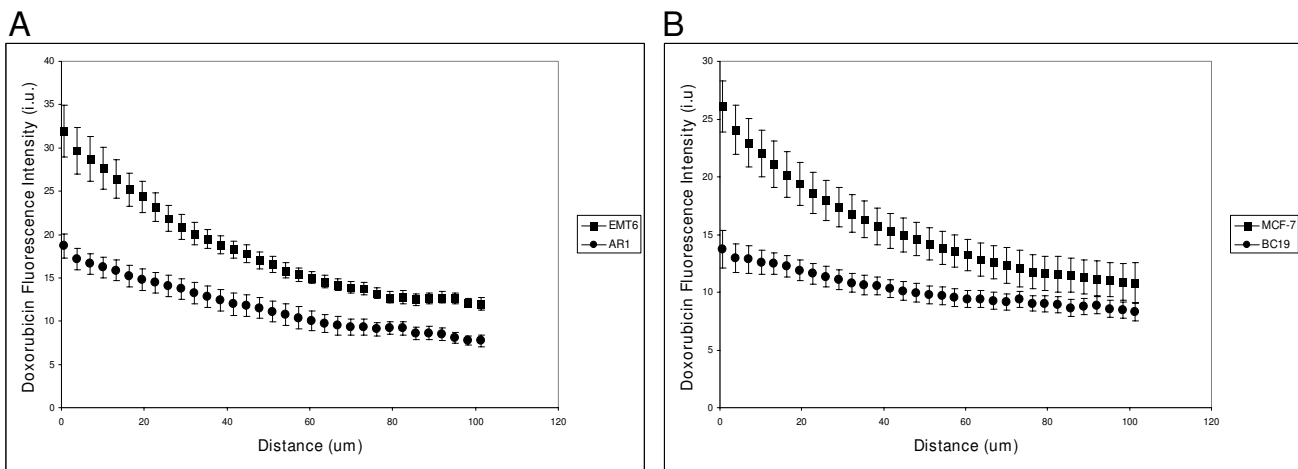 A
Doxorubicin Fluorescence Intensity (i.u.)
40
35
30
25
20
15
10
5
0
0 20 40 60 80 100 120
Distance (um)
EMT6
AR1
B
Doxorubicin Fluorescence Intensity (i.u)
30
25
20
15
10
5
0
0 20 40 60 80 100 120
Distance (um)
MCF-7
BC19